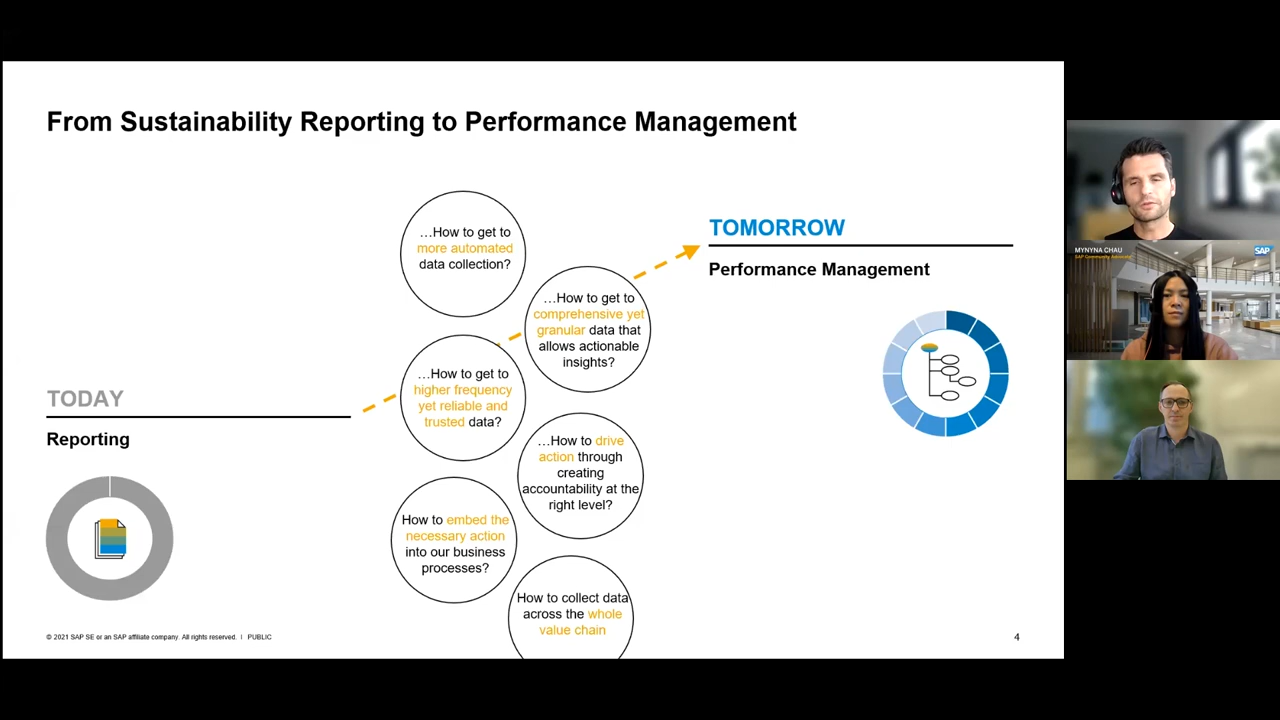 From Sustainability Reporting to Performance Management
…How to get to
more automated
data collection?
TOMORROW
Performance Management
…How to get to
comprehensive yet
granular data that
allows actionable
insights?
…How to get to
higher frequency
yet reliable and
trusted data?
TODAY
Reporting
…How to drive
action through
creating
accountability at the
right level?
How to embed the
necessary action
into our business
processes?
How to collect data
across the whole
value chain
© 2021 SAP SE or an SAP affiliate company. All rights reserved. I PUBLIC
4
MYNYNA CHAU
SAP Community Advocate
SAP